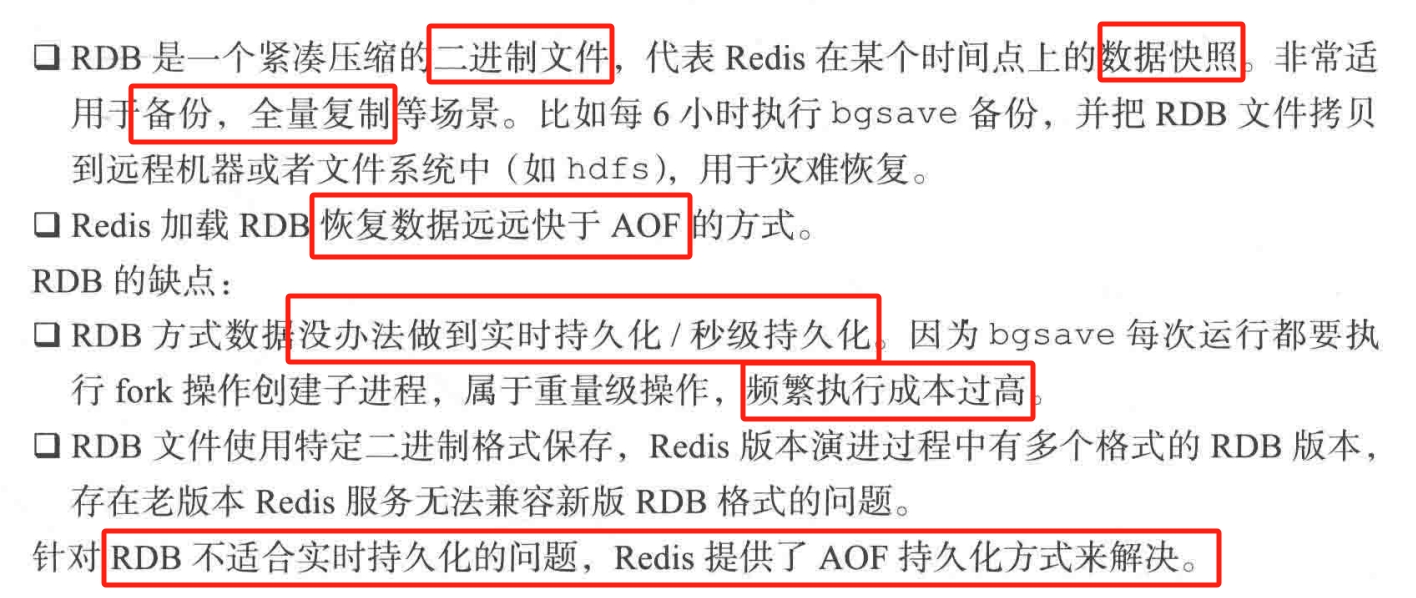 ❑ RDB 是一个紧凑压缩的二进制文件，代表 Redis 在某个时间点上的数据快照。非常适
用于备份，全量复制等场景。比如每 6 小时执行 bgsave 备份，并把 RDB 文件拷贝
到远程机器或者文件系统中（如 hdfs），用于灾难恢复。
❑ Redis 加载 RDB 恢复数据远远快于 AOF 的方式。
RDB 的缺点：
❑ RDB 方式数据没办法做到实时持久化 / 秒级持久化。因为 bgsave 每次运行都要执
行 fork 操作创建子进程，属于重量级操作，频繁执行成本过高。
❑ RDB 文件使用特定二进制格式保存，Redis 版本演进过程中有多个格式的 RDB 版本，
存在老版本 Redis 服务无法兼容新版 RDB 格式的问题。
针对 RDB 不适合实时持久化的问题，Redis 提供了 AOF 持久化方式来解决。